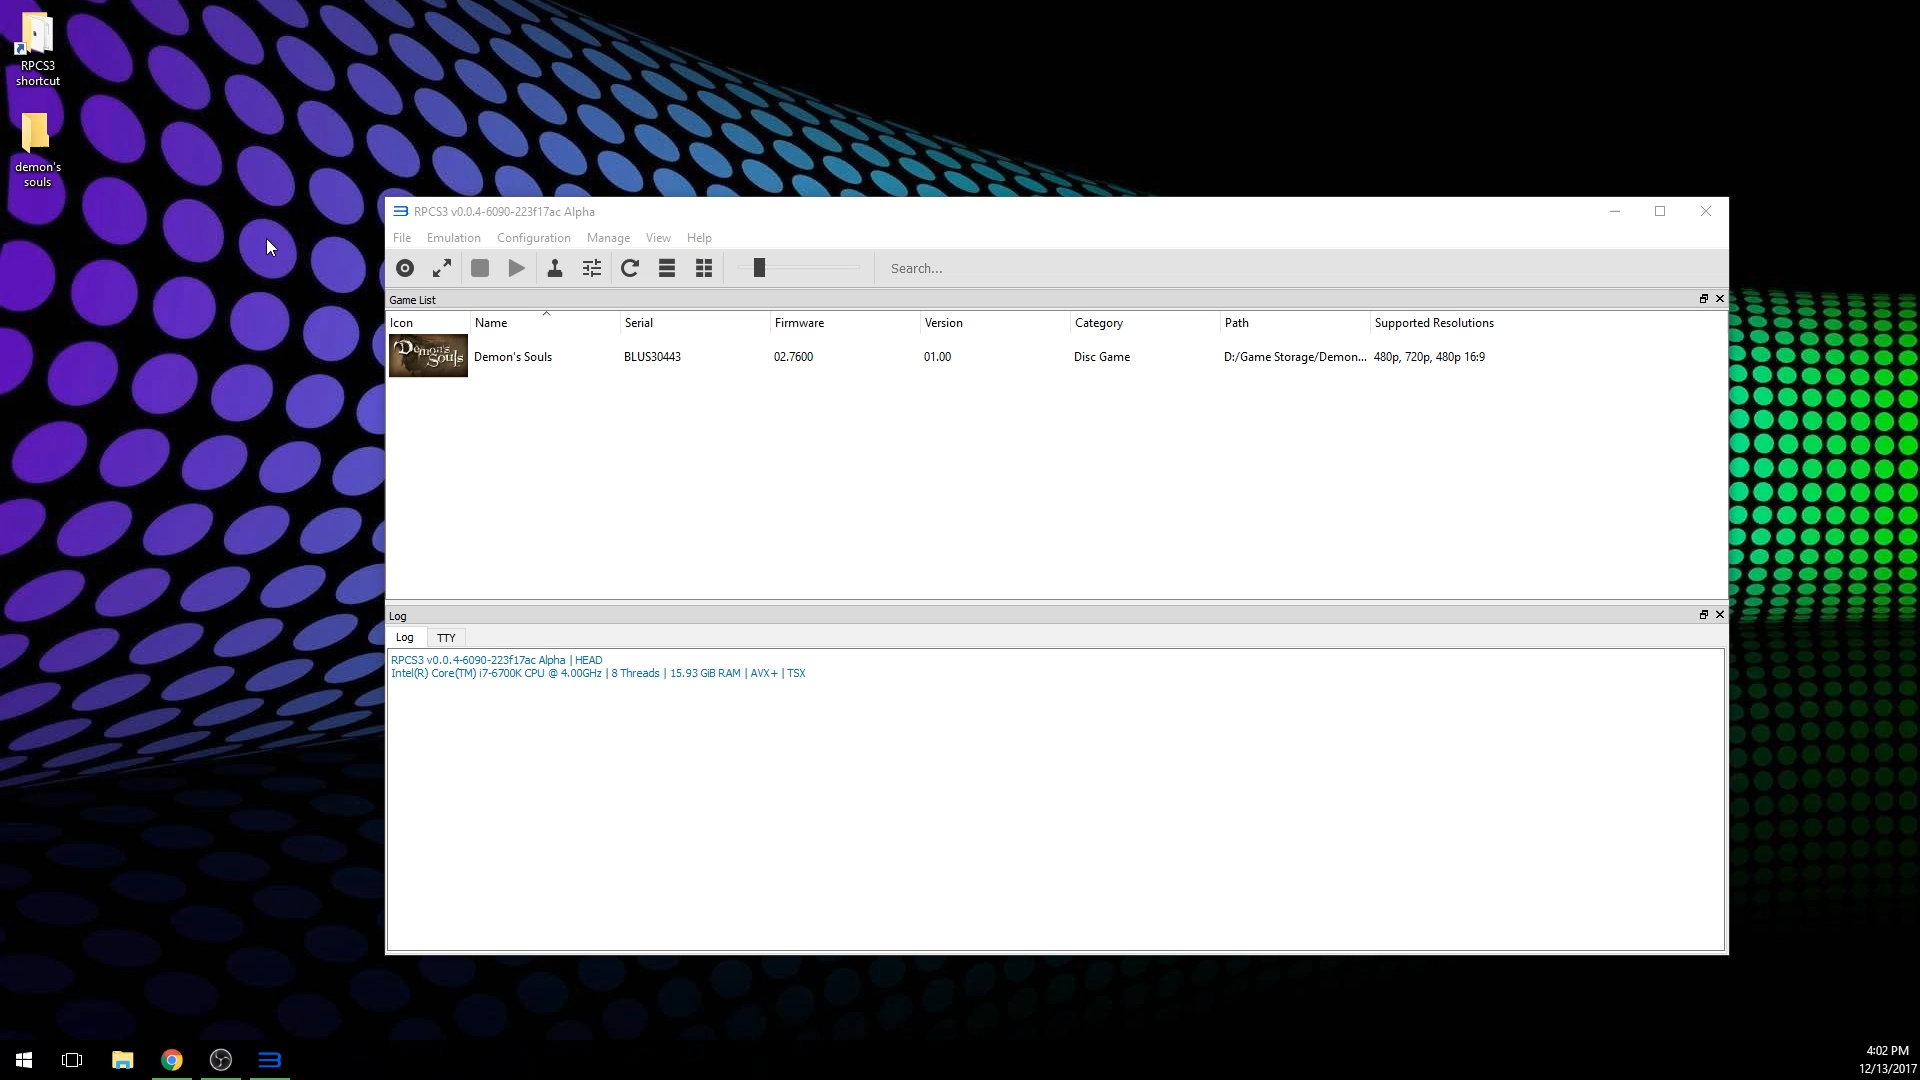 RPCS3
shortcut
demon's
souls
RPCS3 v0.0.4-6090-223f17ac Alpha
File Emulation Configuration Manage View Help
Search...
Game List
Icon Name Serial Firmware Version Category Path Supported Resolutions
Demon's Souls Demon's Souls BLUS30443 02.7600 01.00 Disc Game D:/Game Storage/Demon... 480p, 720p, 480p 16:9
Log
Log TTY
RPCS3 v0.0.4-6090-223f17ac Alpha | HEAD
Intel(R) Core(TM) i7-6700K CPU @ 4.00GHz | 8 Threads | 15.93 GiB RAM | AVX+ | TSX
4:02 PM
12/13/2017